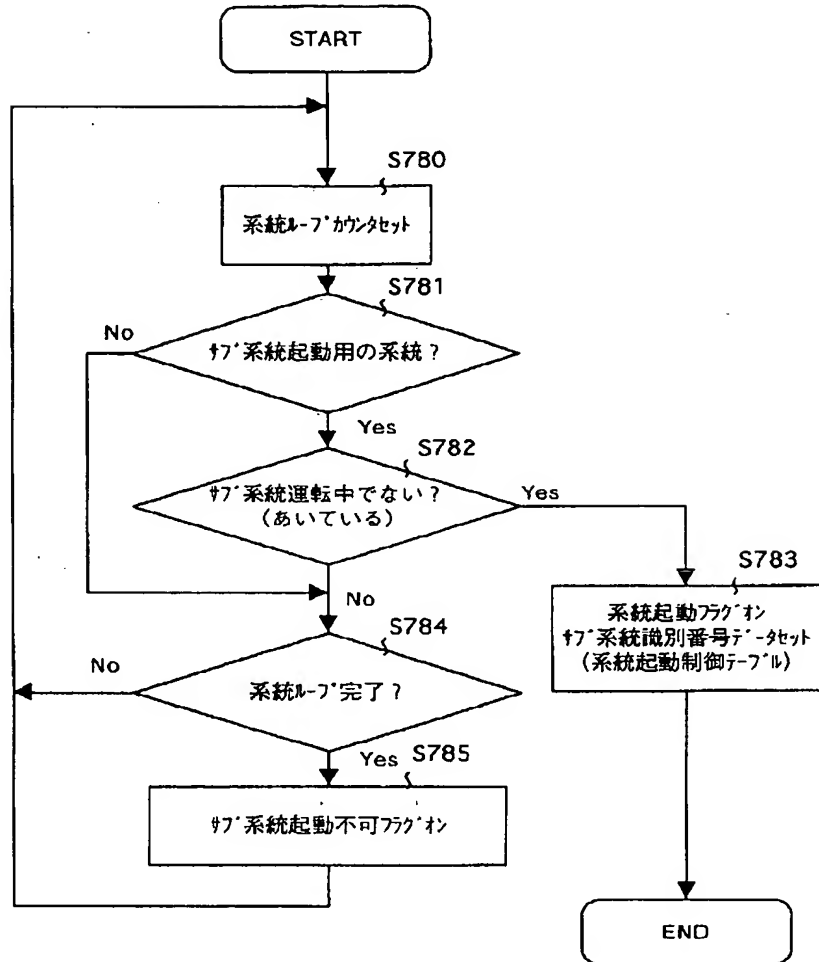 START
S780
系統ﾙｰﾌﾟｶｳﾝﾀｾｯﾄ
S781
No
ｻﾌﾞ系統起動用の系統?
Yes
S782
ｻﾌﾞ系統運転中でない?
(あいている)
Yes
S783
No
系統起動ﾌﾗｸﾞｵﾝ
ｻﾌﾞ系統識別番号ﾃﾞｰﾀｾｯﾄ
(系統起動制御ﾃｰﾌﾞﾙ)
S784
No
系統ﾙｰﾌﾟ完了?
Yes
S785
ｻﾌﾞ系統起動不可ﾌﾗｸﾞｵﾝ
END